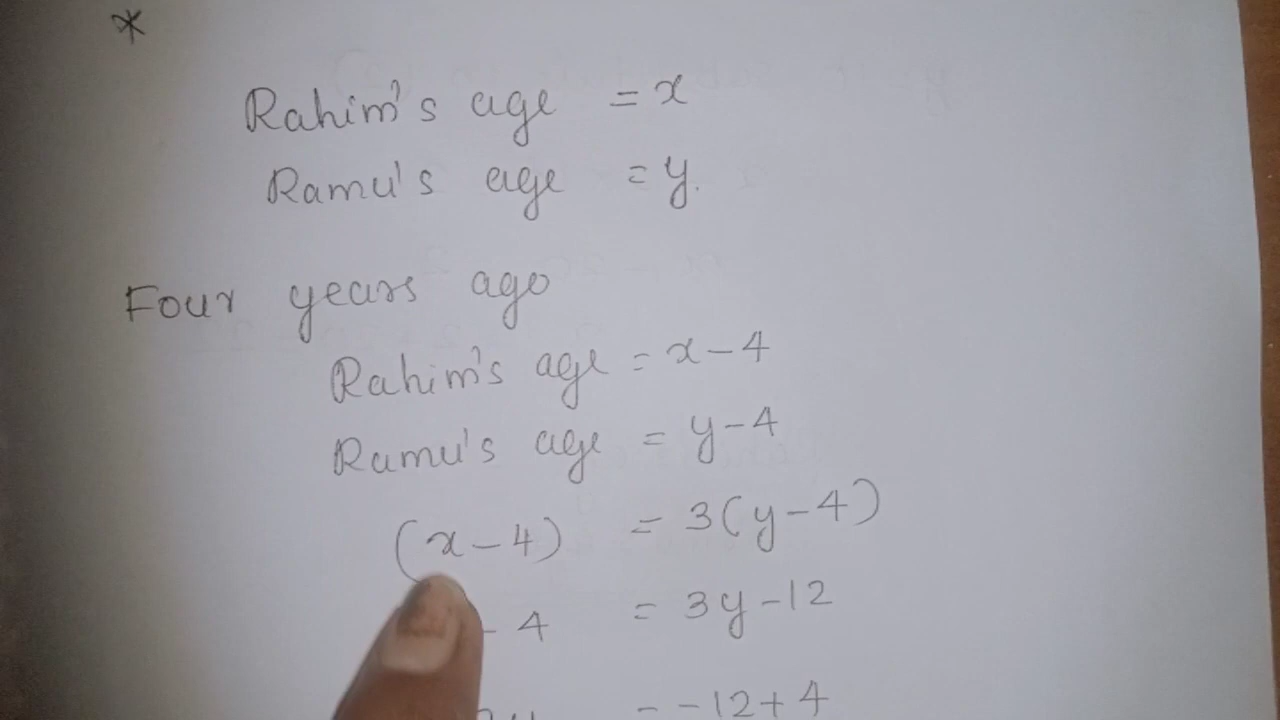 *
Rahim's age = x
Ramu's age = y.
Four years ago
Rahim's age = x-4
Ramu's age = y-4
(x-4) = 3(y-4)
- 4 = 3y-12
= -12+4